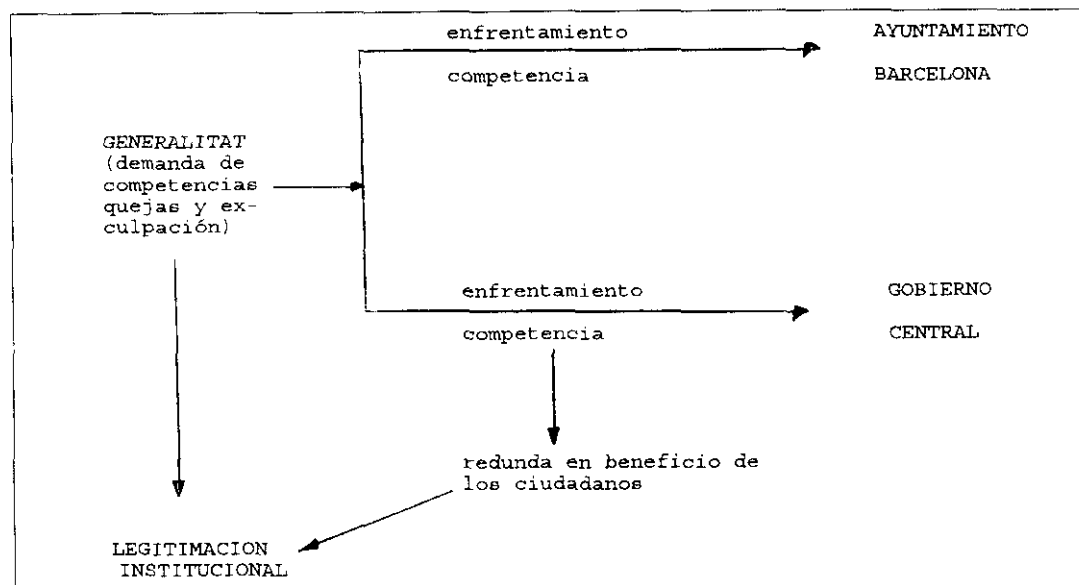 enfrentamiento AYUNTAMIENTO
competencia BARCELONA
GENERALITAT
(demanda de
competencias
quejas y ex-
culpación)
enfrentamiento GOBIERNO
competencia CENTRAL
redunda en beneficio de
los ciudadanos
LEGITIMACION
INSTITUCIONAL